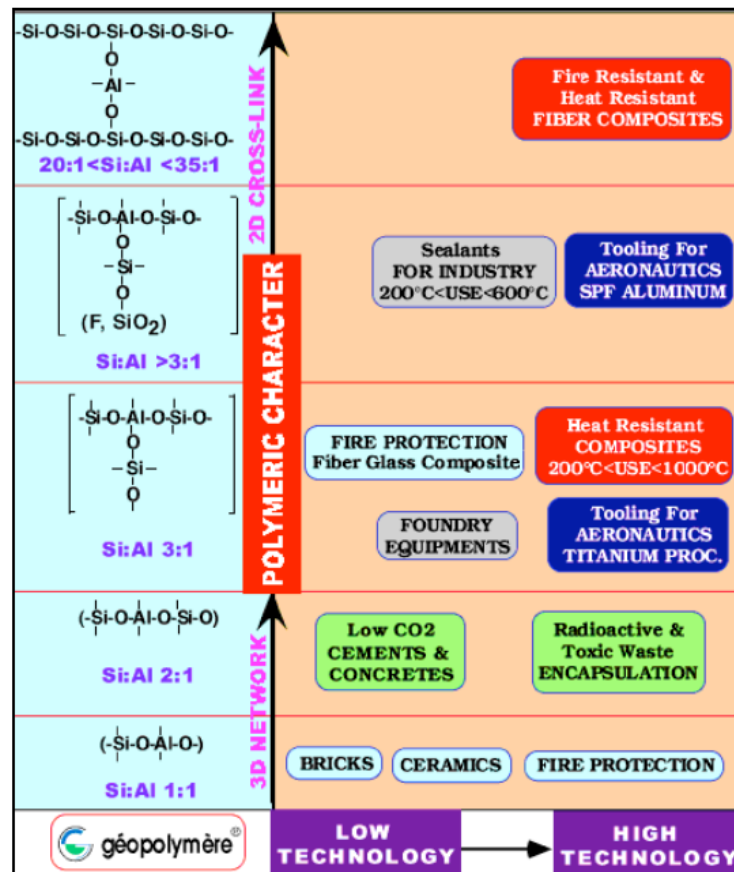 -Si-O-Si-O-Si-O-Si-O-Si-O-
O
-Al-
O
-Si-O-Si-O-Si-O-Si-O-Si-O-
20:1<Si:Al <35:1
Fire Resistant &
Heat Resistant
FIBER COMPOSITES
2D CROSS-LINK
-Si-O-Al-O-Si-O-
O
-Si-
O
(F, SiO2)
Si:Al >3:1
Sealants
FOR INDUSTRY
200°C<USE<600°C
Tooling For
AERONAUTICS
SPF ALUMINUM
POLYMERIC CHARACTER
-Si-O-Al-O-Si-O-
O
-Si-
O
Si:Al 3:1
FIRE PROTECTION
Fiber Glass Composite
Heat Resistant
COMPOSITES
200°C<USE<1000°C
FOUNDRY
EQUIPMENTS
Tooling For
AERONAUTICS
TITANIUM PROC.
3D NETWORK
(-Si-O-Al-O-Si-O)
Si:Al 2:1
Low CO2
CEMENTS &
CONCRETES
Radioactive &
Toxic Waste
ENCAPSULATION
(-Si-O-Al-O-)
Si:Al 1:1
BRICKS
CERAMICS
FIRE PROTECTION
géopolymère®
LOW
TECHNOLOGY
HIGH
TECHNOLOGY